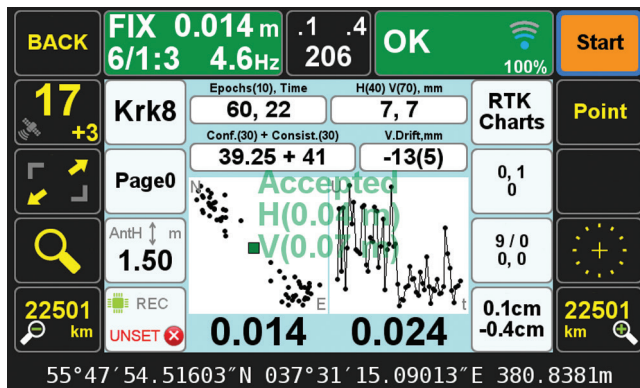 BACK
FIX 0.014 m
6/1:3 4.6Hz
.1 .4
206
OK
100%
Start
17
+3
Krk8
Epochs(10), Time
60, 22
H(40) V(70), mm
7, 7
RTK
Charts
Point
Conf.(30) + Consist.(30)
39.25 + 41
V.Drift,mm
-13(5)
Page0
N
E
U
t
Accepted
0, 1
0
AntH m
1.50
9 / 0
0, 0
22501
km
REC
UNSET
0.014
0.024
0.1cm
-0.4cm
22501
km
55°47′54.51603″N 037°31′15.09013″E 380.8381m